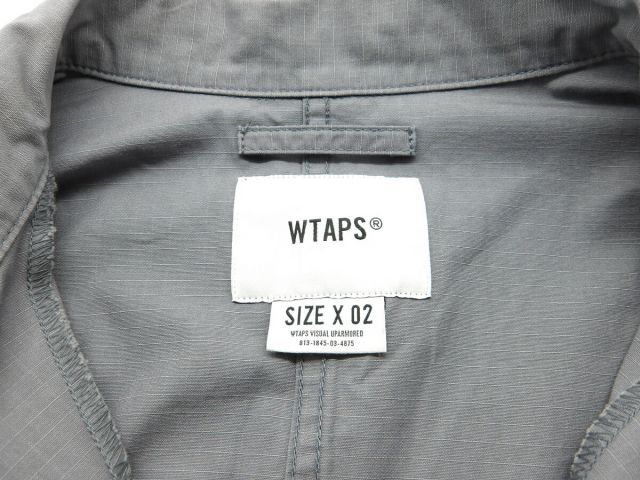 WTAPS®
SIZE X 02
WTAPS VISUAL UPARMORED
813-1845-03-4875